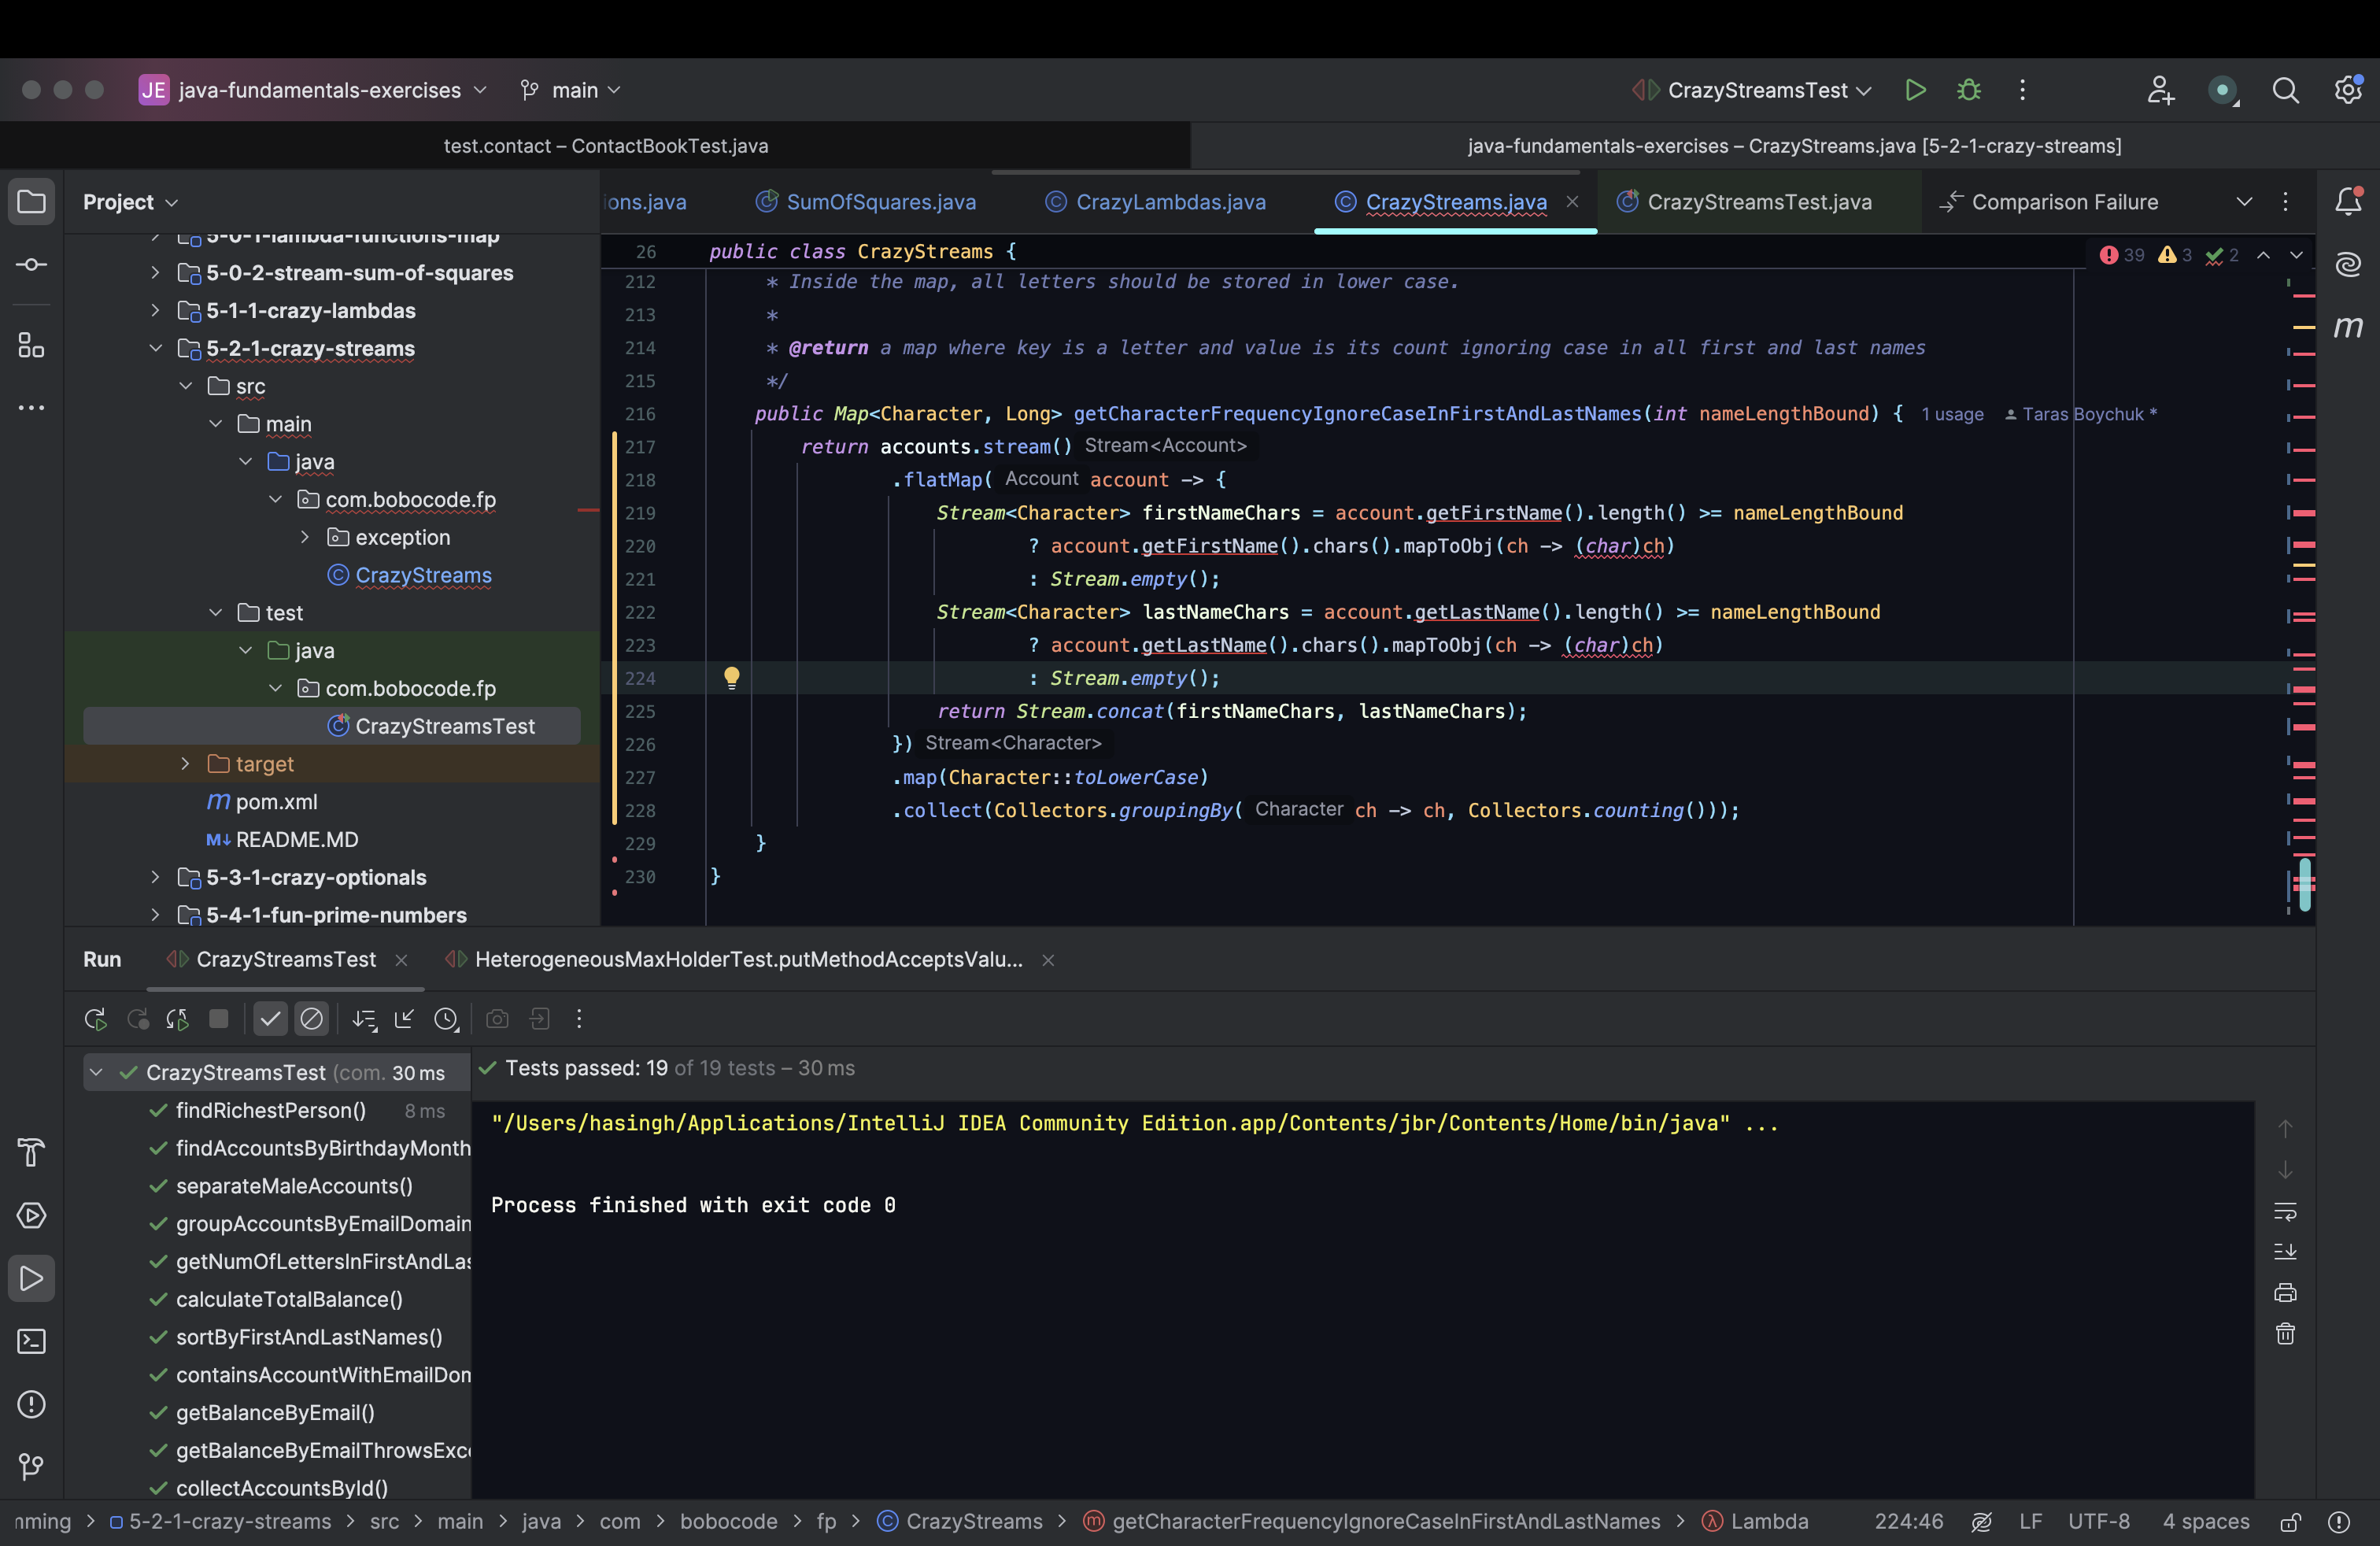 JE java-fundamentals-exercises main CrazyStreamsTest
test.contact – ContactBookTest.java java-fundamentals-exercises – CrazyStreams.java [5-2-1-crazy-streams]
Project
ions.java SumOfSquares.java CrazyLambdas.java CrazyStreams.java CrazyStreamsTest.java Comparison Failure
5-0-1-lambda-functions-map
5-0-2-stream-sum-of-squares
5-1-1-crazy-lambdas
5-2-1-crazy-streams
src
main
java
com.bobocode.fp
exception
CrazyStreams
test
java
com.bobocode.fp
CrazyStreamsTest
target
m pom.xml
M↓ README.MD
5-3-1-crazy-optionals
5-4-1-fun-prime-numbers
26 public class CrazyStreams { 39 3 2
212 * Inside the map, all letters should be stored in lower case.
213 *
214 * @return a map where key is a letter and value is its count ignoring case in all first and last names
215 */
216 public Map<Character, Long> getCharacterFrequencyIgnoreCaseInFirstAndLastNames(int nameLengthBound) { 1 usage Taras Boychuk *
217 return accounts.stream() Stream<Account>
218 .flatMap( Account account -> {
219 Stream<Character> firstNameChars = account.getFirstName().length() >= nameLengthBound
220 ? account.getFirstName().chars().mapToObj(ch -> (char)ch)
221 : Stream.empty();
222 Stream<Character> lastNameChars = account.getLastName().length() >= nameLengthBound
223 ? account.getLastName().chars().mapToObj(ch -> (char)ch)
224 : Stream.empty();
225 return Stream.concat(firstNameChars, lastNameChars);
226 }) Stream<Character>
227 .map(Character::toLowerCase)
228 .collect(Collectors.groupingBy( Character ch -> ch, Collectors.counting()));
229 }
230 }
m
Run CrazyStreamsTest HeterogeneousMaxHolderTest.putMethodAcceptsValu...
CrazyStreamsTest (com. 30 ms
findRichestPerson() 8 ms
findAccountsByBirthdayMonth
separateMaleAccounts()
groupAccountsByEmailDomain
getNumOfLettersInFirstAndLas
calculateTotalBalance()
sortByFirstAndLastNames()
containsAccountWithEmailDom
getBalanceByEmail()
getBalanceByEmailThrowsExce
collectAccountsById()
Tests passed: 19 of 19 tests – 30 ms
"/Users/hasingh/Applications/IntelliJ IDEA Community Edition.app/Contents/jbr/Contents/Home/bin/java" ...
Process finished with exit code 0
nming > 5-2-1-crazy-streams > src > main > java > com > bobocode > fp > CrazyStreams > getCharacterFrequencyIgnoreCaseInFirstAndLastNames > Lambda 224:46 LF UTF-8 4 spaces